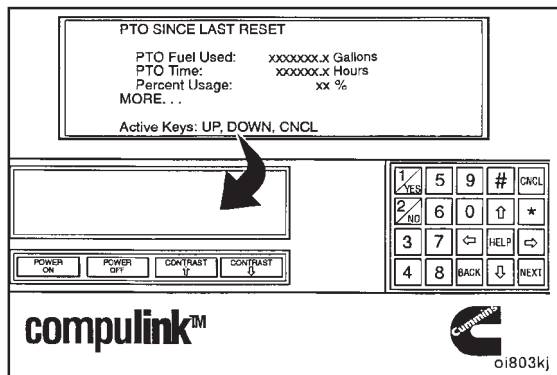 PTO SINCE LAST RESET
PTO Fuel Used: xxxxxxx.x Gallons
PTO Time: xxxxxx.x Hours
Percent Usage: xx %
MORE. . .
Active Keys: UP, DOWN, CNCL
1/YES 5 9 # CNCL
2/NO 6 0 ⇧ *
3 7 ⇦ HELP ⇨
4 8 BACK ⇩ NEXT
POWER ON POWER OFF CONTRAST ⇧ CONTRAST ⇩
compulink™
Cummins
oi803kj